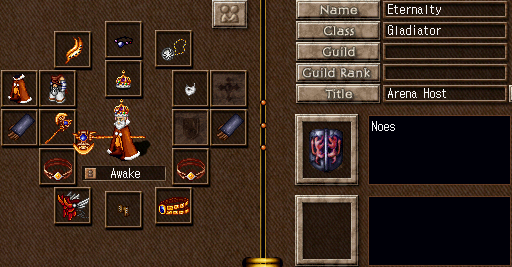 Name Eternalty
Class Gladiator
Guild
Guild Rank
Title Arena Host
Noes
Awake